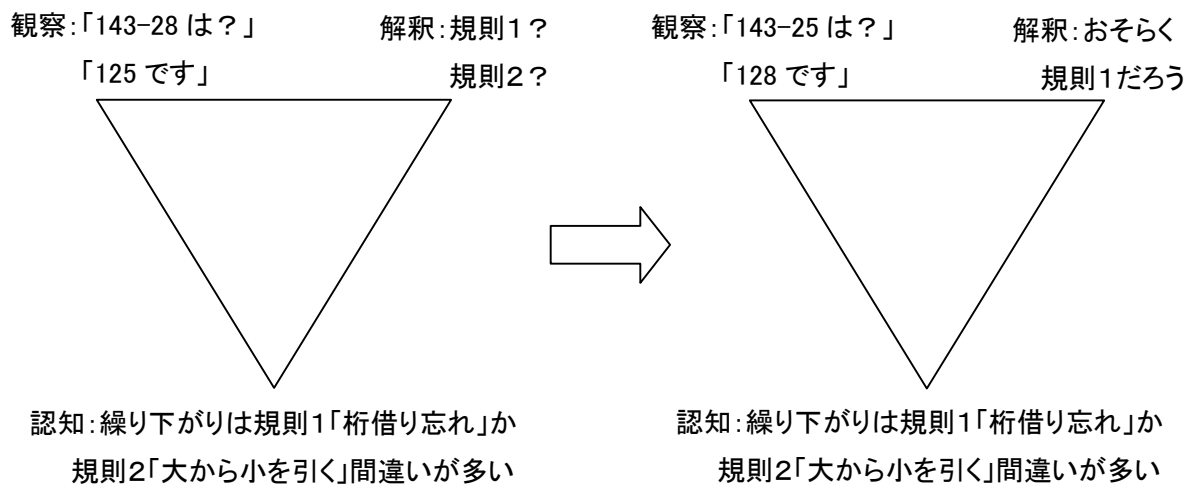 観察：「143-28 は？」
「125 です」
解釈：規則１？
規則２？
観察：「143-25 は？」
「128 です」
解釈：おそらく
規則１だろう
認知：繰り下がりは規則１「桁借り忘れ」か
規則２「大から小を引く」間違いが多い
認知：繰り下がりは規則１「桁借り忘れ」か
規則２「大から小を引く」間違いが多い